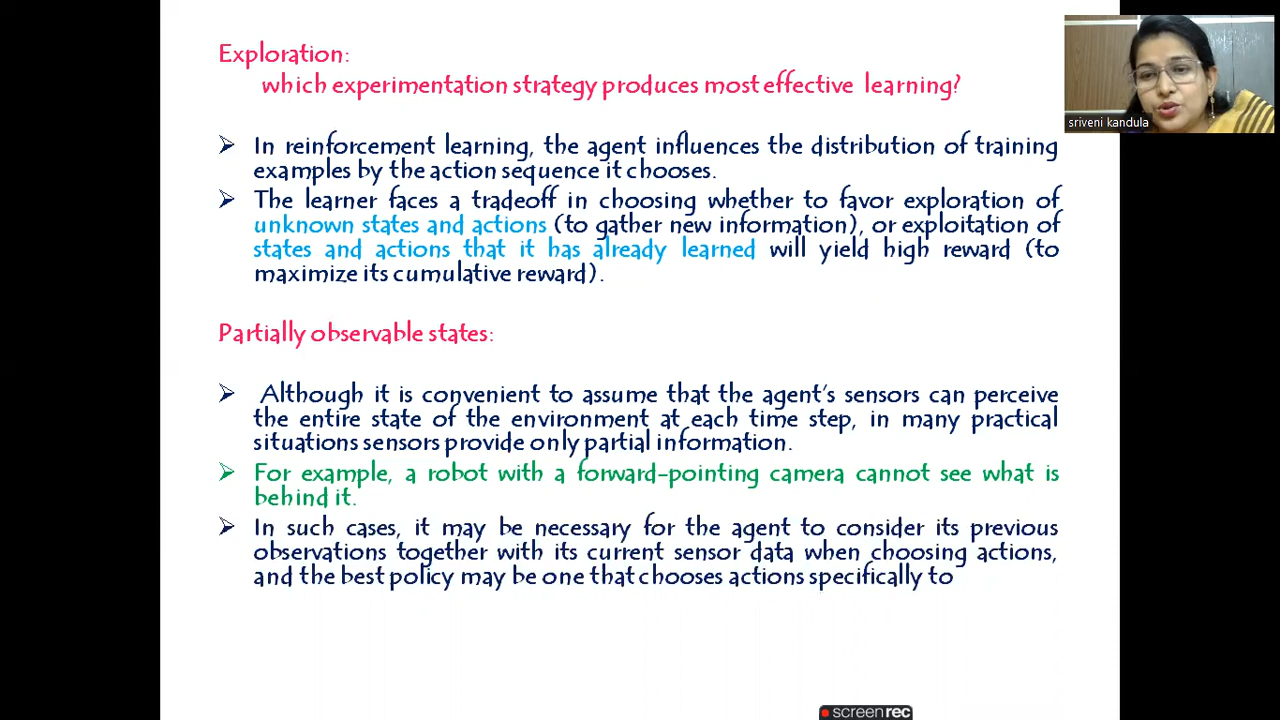 Exploration:
which experimentation strategy produces most effective learning?
➢ In reinforcement learning, the agent influences the distribution of training
examples by the action sequence it chooses.
➢ The learner faces a tradeoff in choosing whether to favor exploration of
unknown states and actions (to gather new information), or exploitation of
states and actions that it has already learned will yield high reward (to
maximize its cumulative reward).
Partially observable states:
➢ Although it is convenient to assume that the agent's sensors can perceive
the entire state of the environment at each time step, in many practical
situations sensors provide only partial information.
➢ For example, a robot with a forward-pointing camera cannot see what is
behind it.
➢ In such cases, it may be necessary for the agent to consider its previous
observations together with its current sensor data when choosing actions,
and the best policy may be one that chooses actions specifically to
sriveni kandula
screenrec